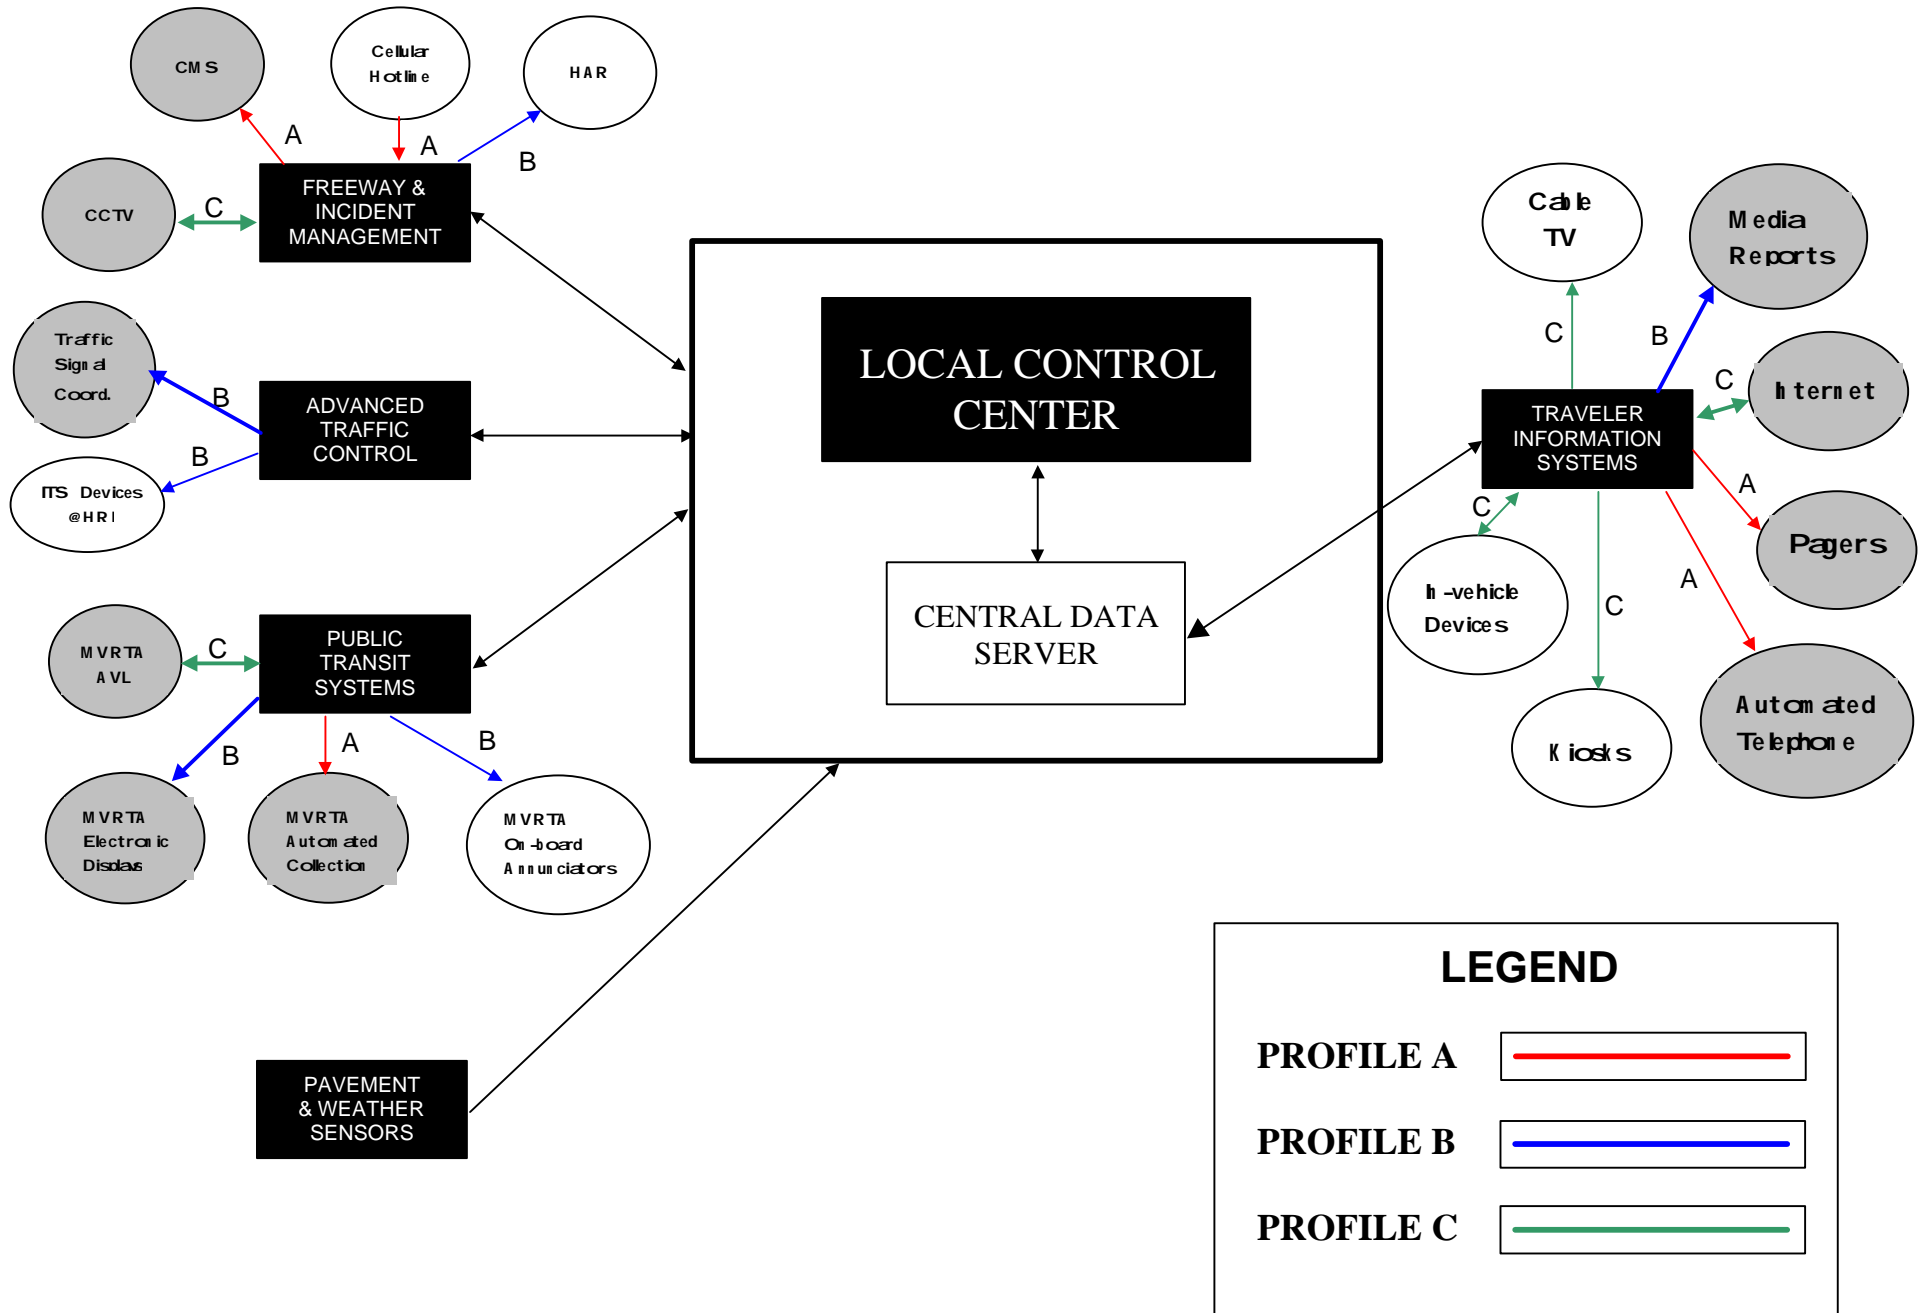 CMS
Cellular
Hotline
HAR
A
A
B
FREEWAY &
INCIDENT
MANAGEMENT
CCTV
C
Traffic
Signal
Coord.
B
ADVANCED
TRAFFIC
CONTROL
B
ITS Devices
@HRI
MVRTA
AVL
C
PUBLIC
TRANSIT
SYSTEMS
B
A
B
MVRTA
Electronic
Displays
MVRTA
Automated
Collection
MVRTA
On-board
Annunciators
PAVEMENT
& WEATHER
SENSORS
LOCAL CONTROL
CENTER
CENTRAL DATA
SERVER
Cable
TV
Media
Reports
C
B
Internet
C
TRAVELER
INFORMATION
SYSTEMS
A
Pagers
C
In-vehicle
Devices
C
A
Kiosks
Automated
Telephone
LEGEND
PROFILE A
PROFILE B
PROFILE C